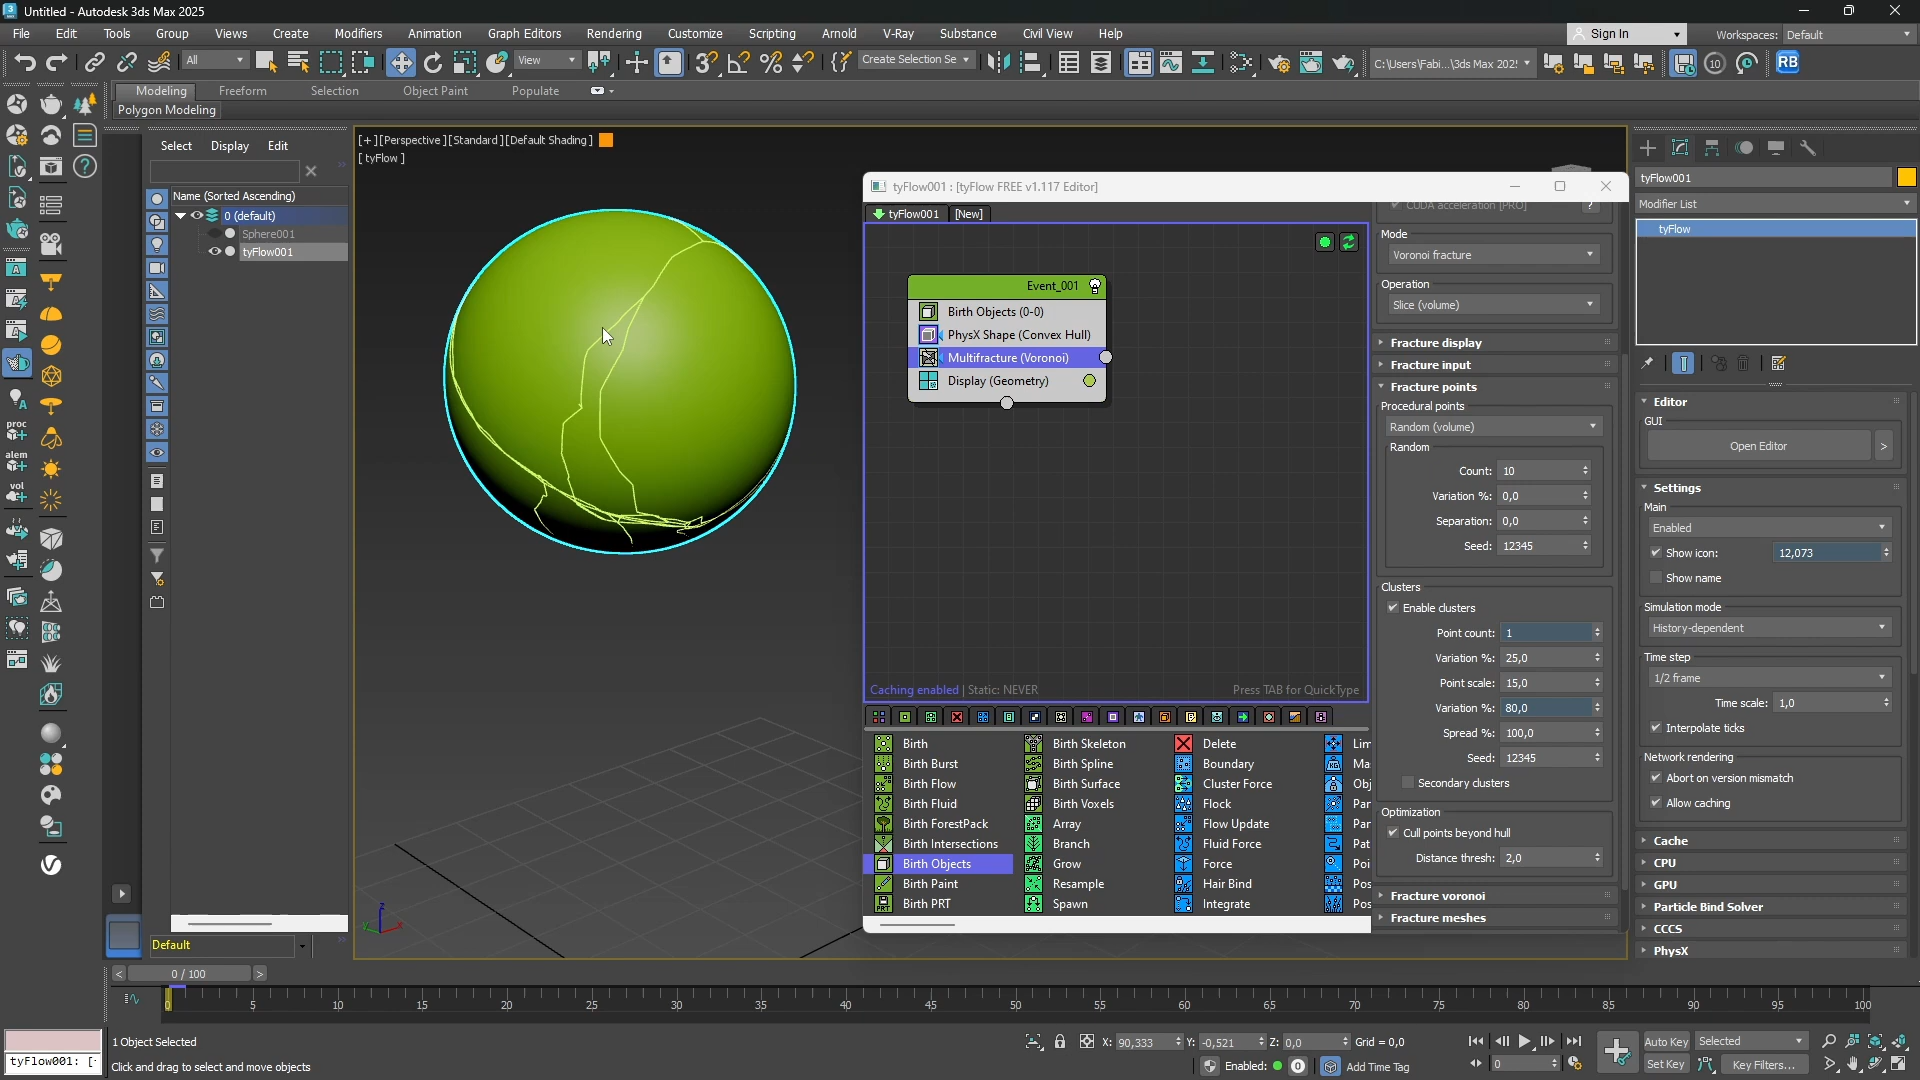 Untitled - Autodesk 3ds Max 2025
File Edit Tools Group Views Create Modifiers Animation Graph Editors Rendering Customize Scripting Arnold V-Ray Substance Civil View Help
Sign In Workspaces: Default
All View Create Selection Se C:\Users\Fabi...\3ds Max 202! 10 RB
Modeling Freeform Selection Object Paint Populate
Polygon Modeling
Select Display Edit
Name (Sorted Ascending)
0 (default)
Sphere001
tyFlow001
proc
alem
vol
Default
[+][Perspective][Standard][Default Shading]
[ tyFlow ]
tyFlow001 : [tyFlow FREE v1.117 Editor]
tyFlow001 [New]
Event_001
Birth Objects (0-0)
PhysX Shape (Convex Hull)
Multifracture (Voronoi)
Display (Geometry)
Caching enabled | Static: NEVER Press TAB for QuickType
Birth Birth Skeleton Delete Lim
Birth Burst Birth Spline Boundary Ma
Birth Flow Birth Surface Cluster Force Obj
Birth Fluid Birth Voxels Flock Par
Birth ForestPack Array Flow Update Par
Birth Intersections Branch Fluid Force Pat
Birth Objects Grow Force Poi
Birth Paint Resample Hair Bind Pos
Birth PRT Spawn Integrate Pos
CUDA acceleration [PRO] ?
Mode
Voronoi fracture
Operation
Slice (volume)
Fracture display
Fracture input
Fracture points
Procedural points
Random (volume)
Random
Count: 10
Variation %: 0,0
Separation: 0,0
Seed: 12345
Clusters
Enable clusters
Point count: 1
Variation %: 25,0
Point scale: 15,0
Variation %: 80,0
Spread %: 100,0
Seed: 12345
Secondary clusters
Optimization
Cull points beyond hull
Distance thresh: 2,0
Fracture voronoi
Fracture meshes
tyFlow001
Modifier List
tyFlow
Editor
GUI
Open Editor >
Settings
Main
Enabled
Show icon: 12,073
Show name
Simulation mode
History-dependent
Time step
1/2 frame
Time scale: 1,0
Interpolate ticks
Network rendering
Abort on version mismatch
Allow caching
Cache
CPU
GPU
Particle Bind Solver
CCCS
PhysX
< 0 / 100 >
0 5 10 15 20 25 30 35 40 45 50 55 60 65 70 75 80 85 90 95 100
1 Object Selected
tyFlow001: [
Click and drag to select and move objects
X: 90,333 Y: -0,521 Z: 0,0 Grid = 0,0
Enabled: 0 Add Time Tag
0
Auto Key Selected
Set Key Key Filters...